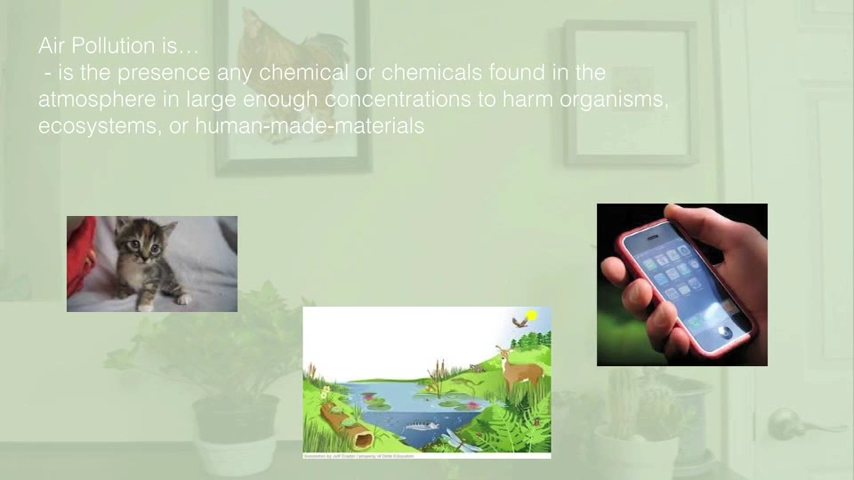 Air Pollution is...
- is the presence any chemical or chemicals found in the
atmosphere in large enough concentrations to harm organisms,
ecosystems, or human-made-materials